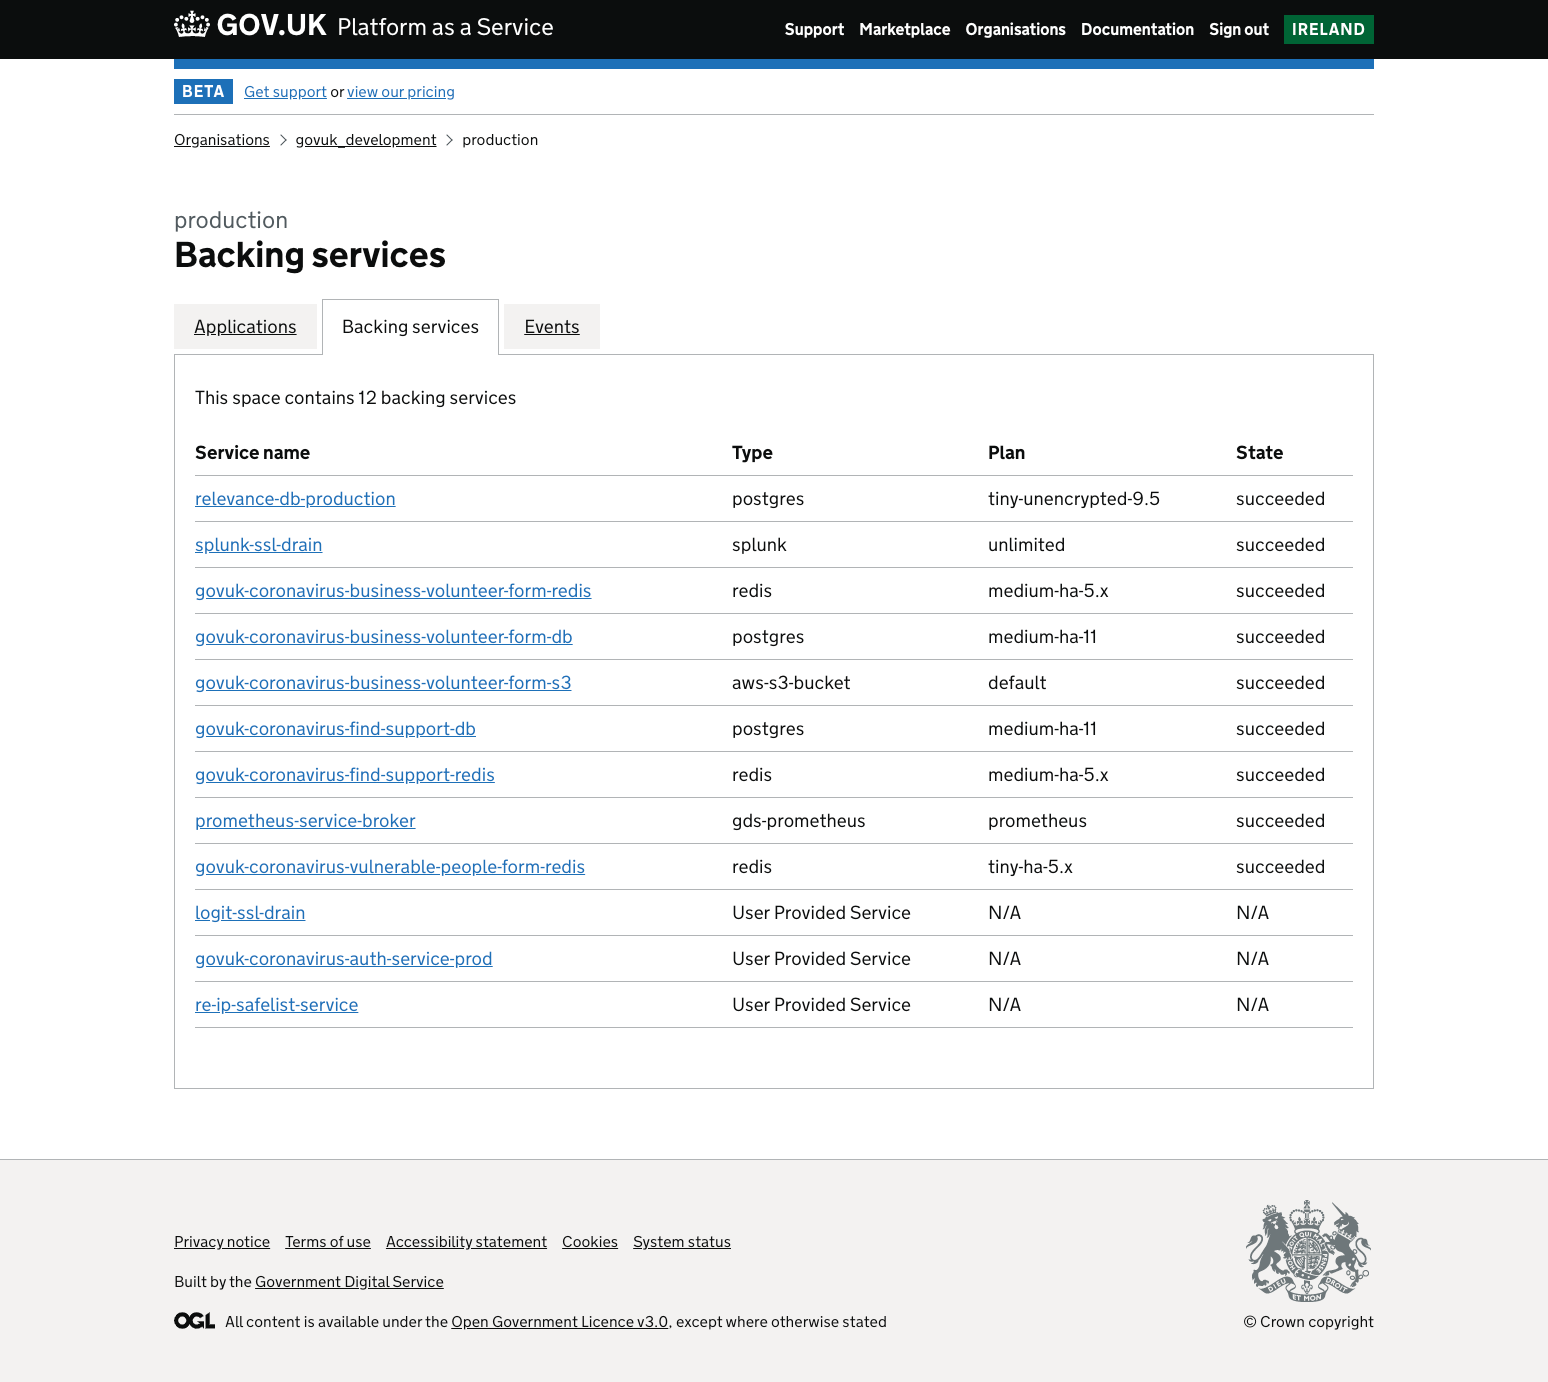 GOV.UK Platform as a Service Support Marketplace Organisations Documentation Sign out IRELAND
BETA Get support or view our pricing
Organisations > govuk_development > production
production
Backing services
Applications Backing services Events
This space contains 12 backing services
Service name Type Plan State
relevance-db-production postgres tiny-unencrypted-9.5 succeeded
splunk-ssl-drain splunk unlimited succeeded
govuk-coronavirus-business-volunteer-form-redis redis medium-ha-5.x succeeded
govuk-coronavirus-business-volunteer-form-db postgres medium-ha-11 succeeded
govuk-coronavirus-business-volunteer-form-s3 aws-s3-bucket default succeeded
govuk-coronavirus-find-support-db postgres medium-ha-11 succeeded
govuk-coronavirus-find-support-redis redis medium-ha-5.x succeeded
prometheus-service-broker gds-prometheus prometheus succeeded
govuk-coronavirus-vulnerable-people-form-redis redis tiny-ha-5.x succeeded
logit-ssl-drain User Provided Service N/A N/A
govuk-coronavirus-auth-service-prod User Provided Service N/A N/A
re-ip-safelist-service User Provided Service N/A N/A
Privacy notice Terms of use Accessibility statement Cookies System status
Built by the Government Digital Service
DIEU ET MON DROIT
OGL All content is available under the Open Government Licence v3.0, except where otherwise stated
© Crown copyright